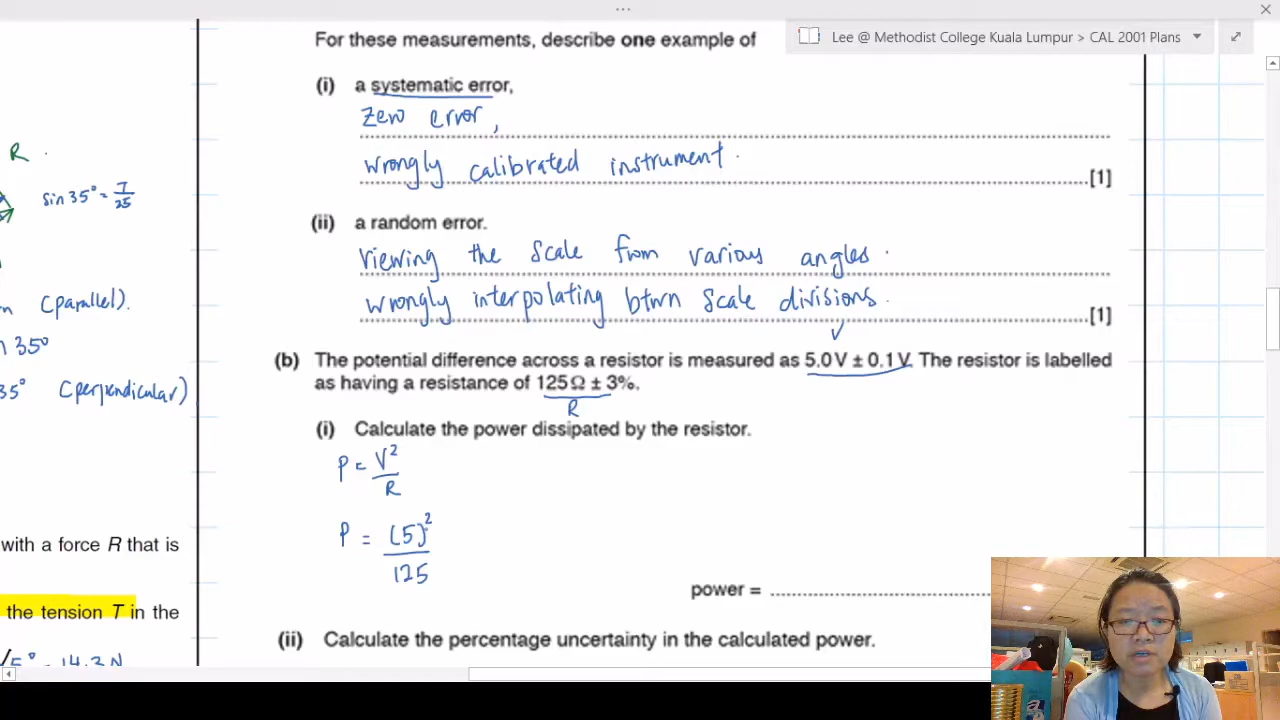 For these measurements, describe one example of
Lee @ Methodist College Kuala Lumpur > CAL 2001 Plans
(i) a systematic error,
zero error,
wrongly calibrated instrument.
[1]
(ii) a random error.
viewing the scale from various angles.
wrongly interpolating btwn scale divisions.
[1]
V
(b) The potential difference across a resistor is measured as 5.0 V ± 0.1 V. The resistor is labelled
as having a resistance of 125 Ω ± 3%.
R
(i) Calculate the power dissipated by the resistor.
P = V²
R
P = (5)²
125
power =
(ii) Calculate the percentage uncertainty in the calculated power.
R
sin 35° = 7
25
(parallel).
35°
35° (perpendicular)
with a force R that is
the tension T in the
5° = 14.3 N